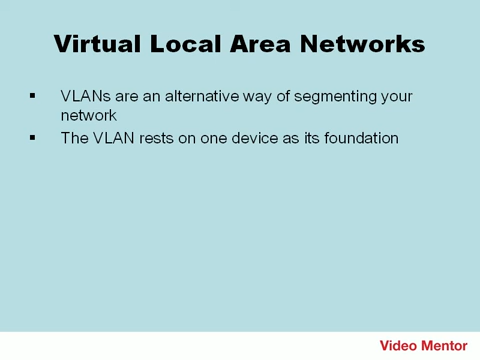 Virtual Local Area Networks
▪ VLANs are an alternative way of segmenting your
network
▪ The VLAN rests on one device as its foundation
Video Mentor